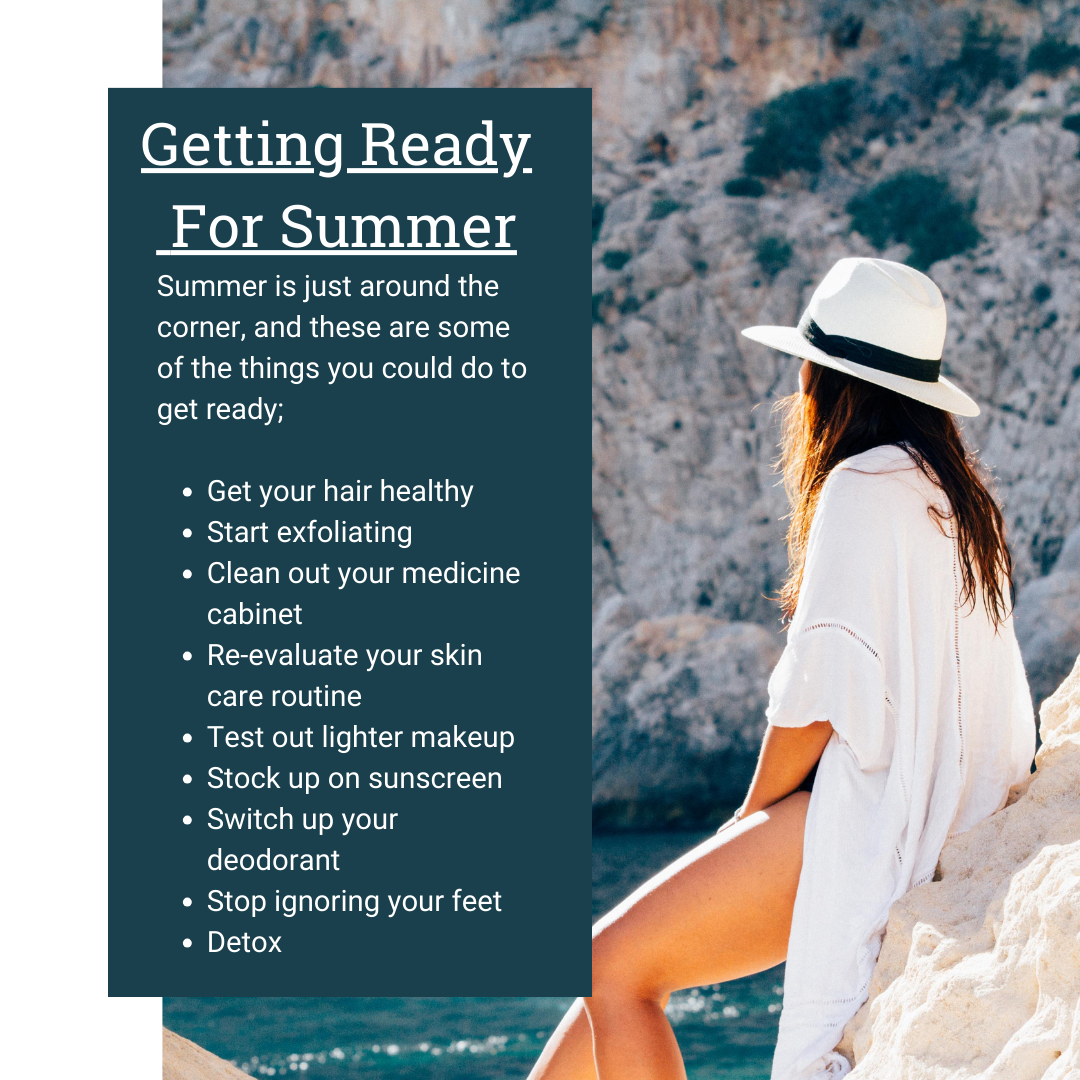 Getting Ready
For Summer
Summer is just around the
corner, and these are some
of the things you could do to
get ready;
• Get your hair healthy
• Start exfoliating
• Clean out your medicine
cabinet
• Re-evaluate your skin
care routine
• Test out lighter makeup
• Stock up on sunscreen
• Switch up your
deodorant
• Stop ignoring your feet
• Detox